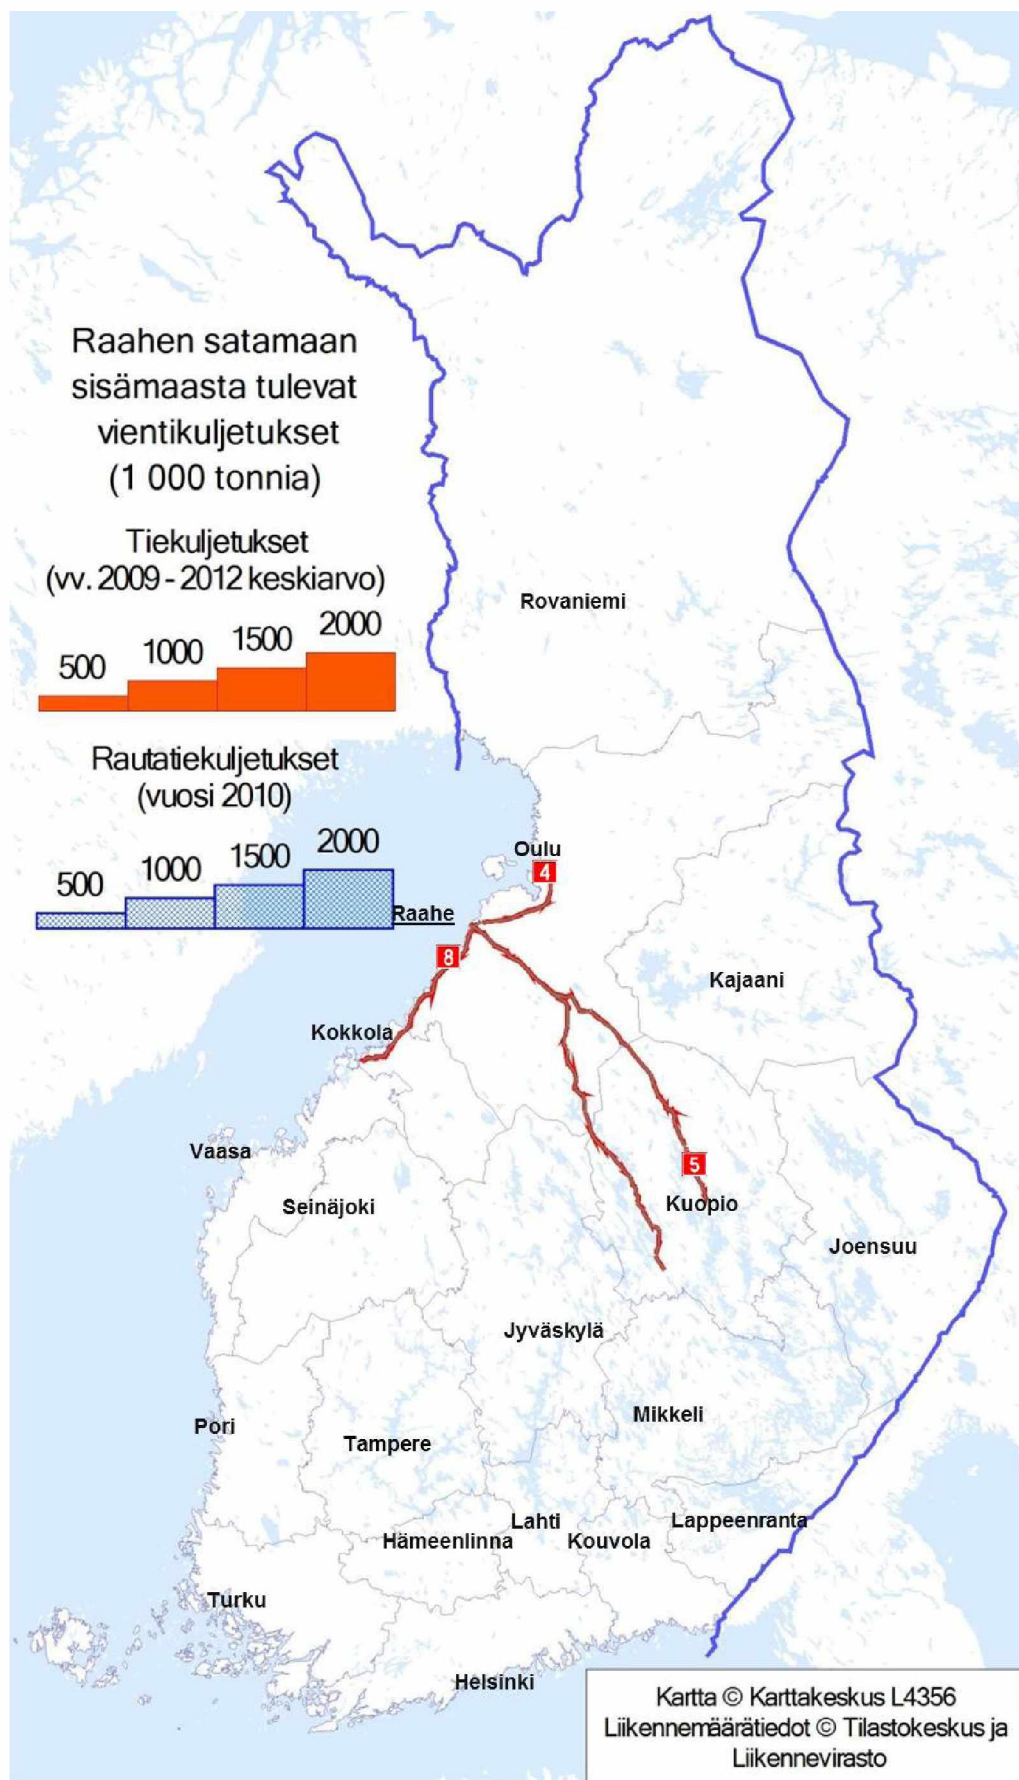 Raahen satamaan
sisämaasta tulevat
vientikuljetukset
(1 000 tonnia)
Tiekuljetukset
(vv. 2009 - 2012 keskiarvo)
500 1000 1500 2000
Rautatiekuljetukset
(vuosi 2010)
500 1000 1500 2000
Rovaniemi
Oulu
4
Raahe
8
Kajaani
Kokkola
Vaasa
5
Seinäjoki
Kuopio
Joensuu
Jyväskylä
Mikkeli
Pori
Tampere
Lahti
Lappeenranta
Hämeenlinna
Kouvola
Turku
Helsinki
Kartta © Karttakeskus L4356
Liikennemäärätiedot © Tilastokeskus ja
Liikennevirasto